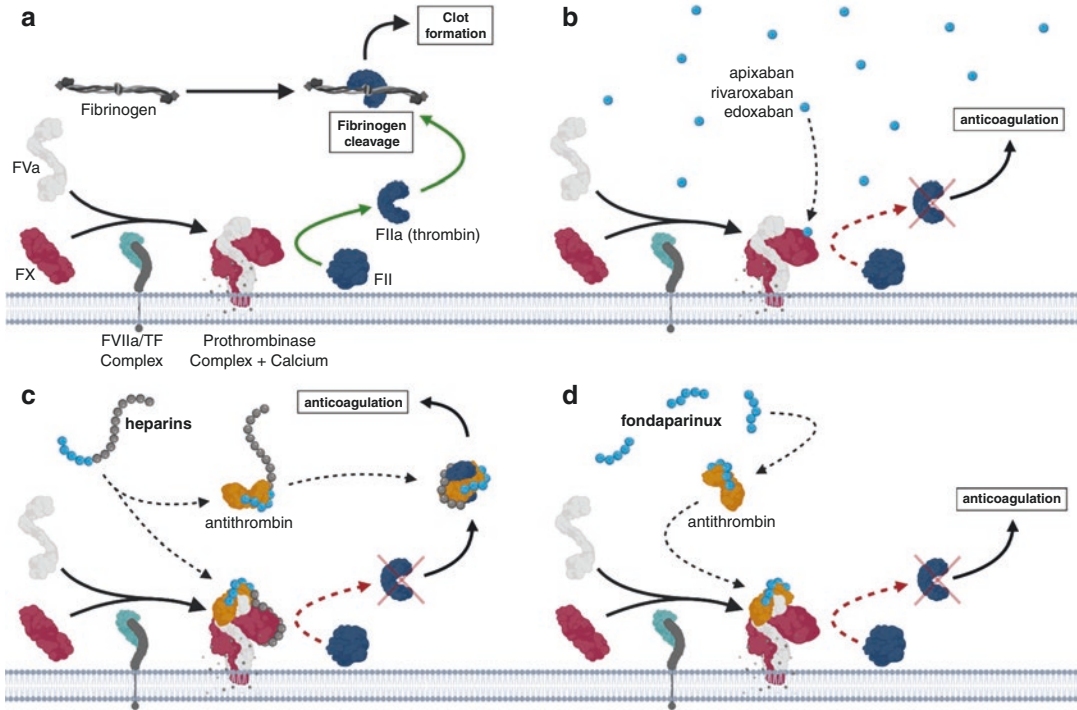 a
Clot
formation
Fibrinogen
Fibrinogen
cleavage
FVa
FIIa (thrombin)
FX
FII
FVIIa/TF
Complex
Prothrombinase
Complex + Calcium
b
apixaban
rivaroxaban
edoxaban
anticoagulation
c
heparins
anticoagulation
antithrombin
d
fondaparinux
antithrombin
anticoagulation